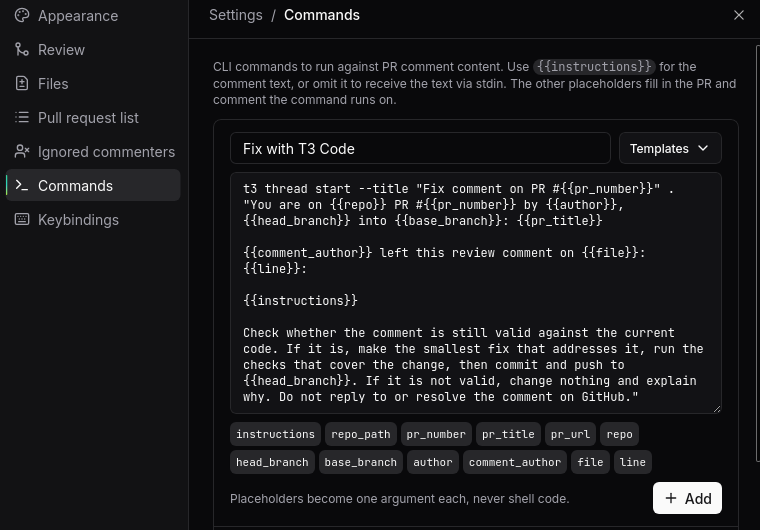 Appearance
Review
Files
Pull request list
Ignored commenters
Commands
Keybindings
Settings / Commands
CLI commands to run against PR comment content. Use {{instructions}} for the
comment text, or omit it to receive the text via stdin. The other placeholders fill in the PR and
comment the command runs on.
Fix with T3 Code
Templates
t3 thread start --title "Fix comment on PR #{{pr_number}}" .
"You are on {{repo}} PR #{{pr_number}} by {{author}},
{{head_branch}} into {{base_branch}}: {{pr_title}}
{{comment_author}} left this review comment on {{file}}:
{{line}}:
{{instructions}}
Check whether the comment is still valid against the current
code. If it is, make the smallest fix that addresses it, run the
checks that cover the change, then commit and push to
{{head_branch}}. If it is not valid, change nothing and explain
why. Do not reply to or resolve the comment on GitHub."
instructions repo_path pr_number pr_title pr_url repo
head_branch base_branch author comment_author file line
Placeholders become one argument each, never shell code.
+ Add